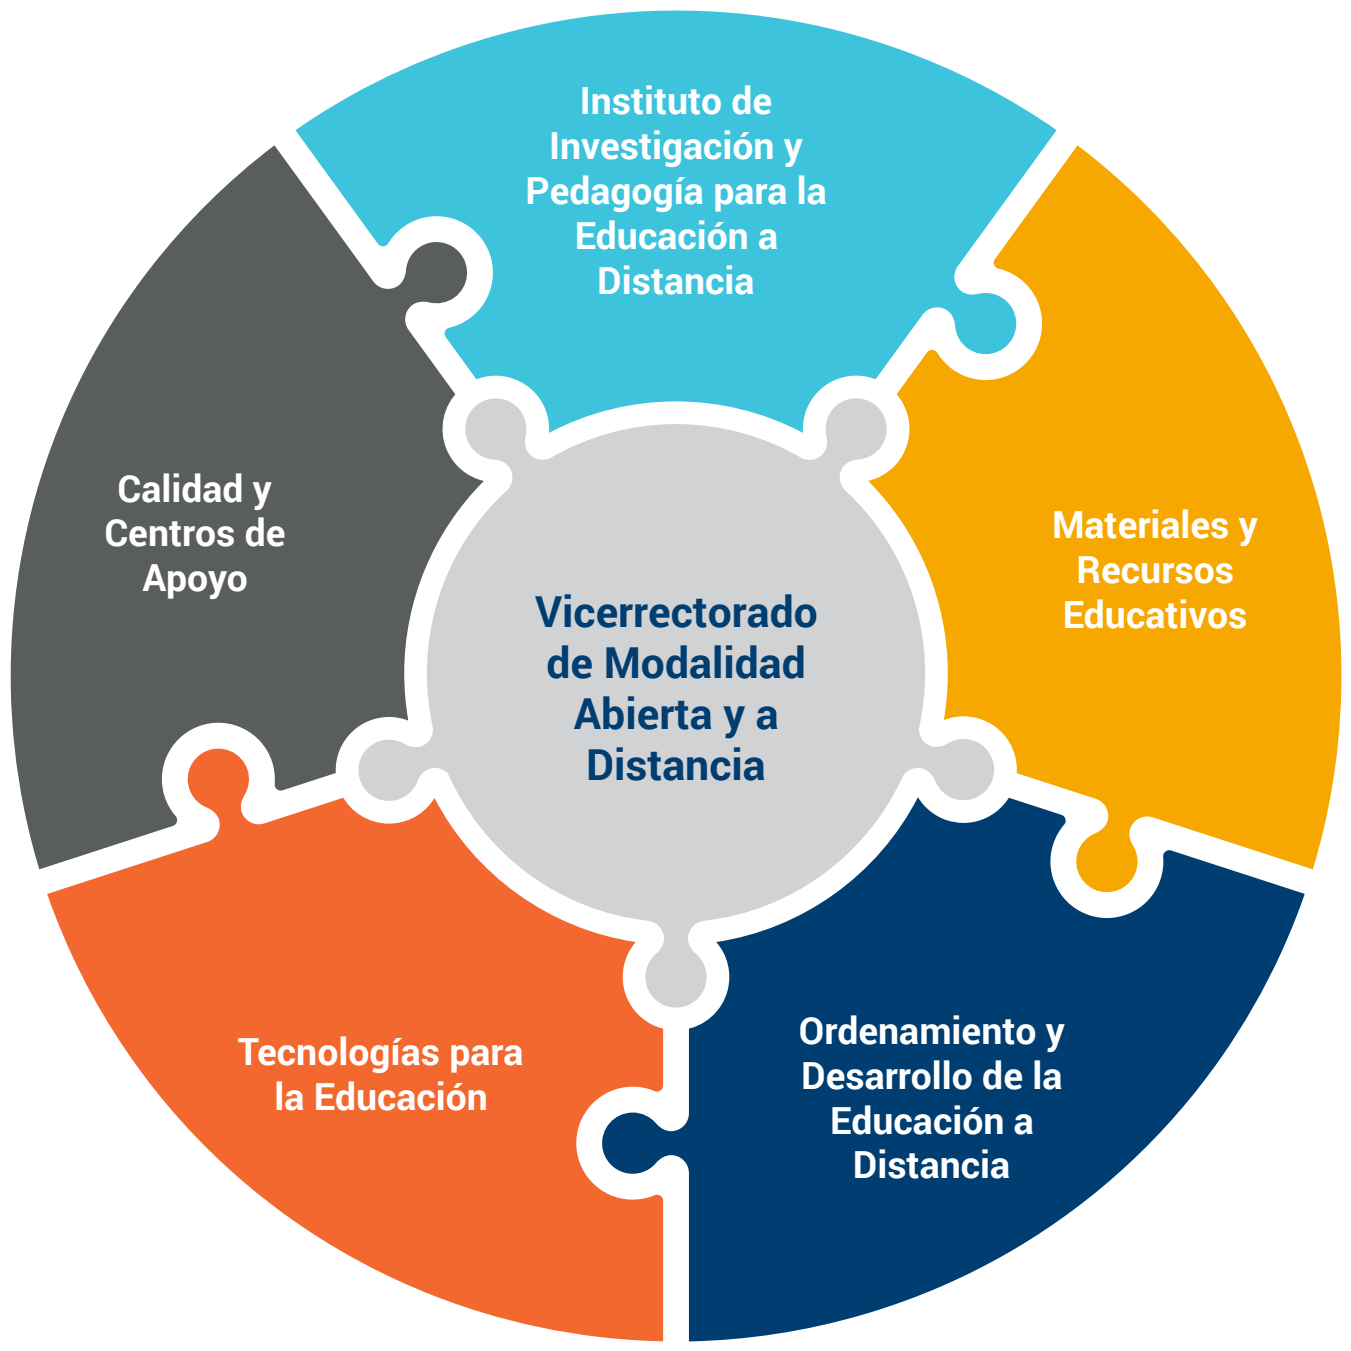 Instituto de
Investigación y
Pedagogía para la
Educación a
Distancia
Materiales y
Recursos
Educativos
Ordenamiento y
Desarrollo de la
Educación a
Distancia
Tecnologías para
la Educación
Calidad y
Centros de
Apoyo
Vicerrectorado
de Modalidad
Abierta y a
Distancia